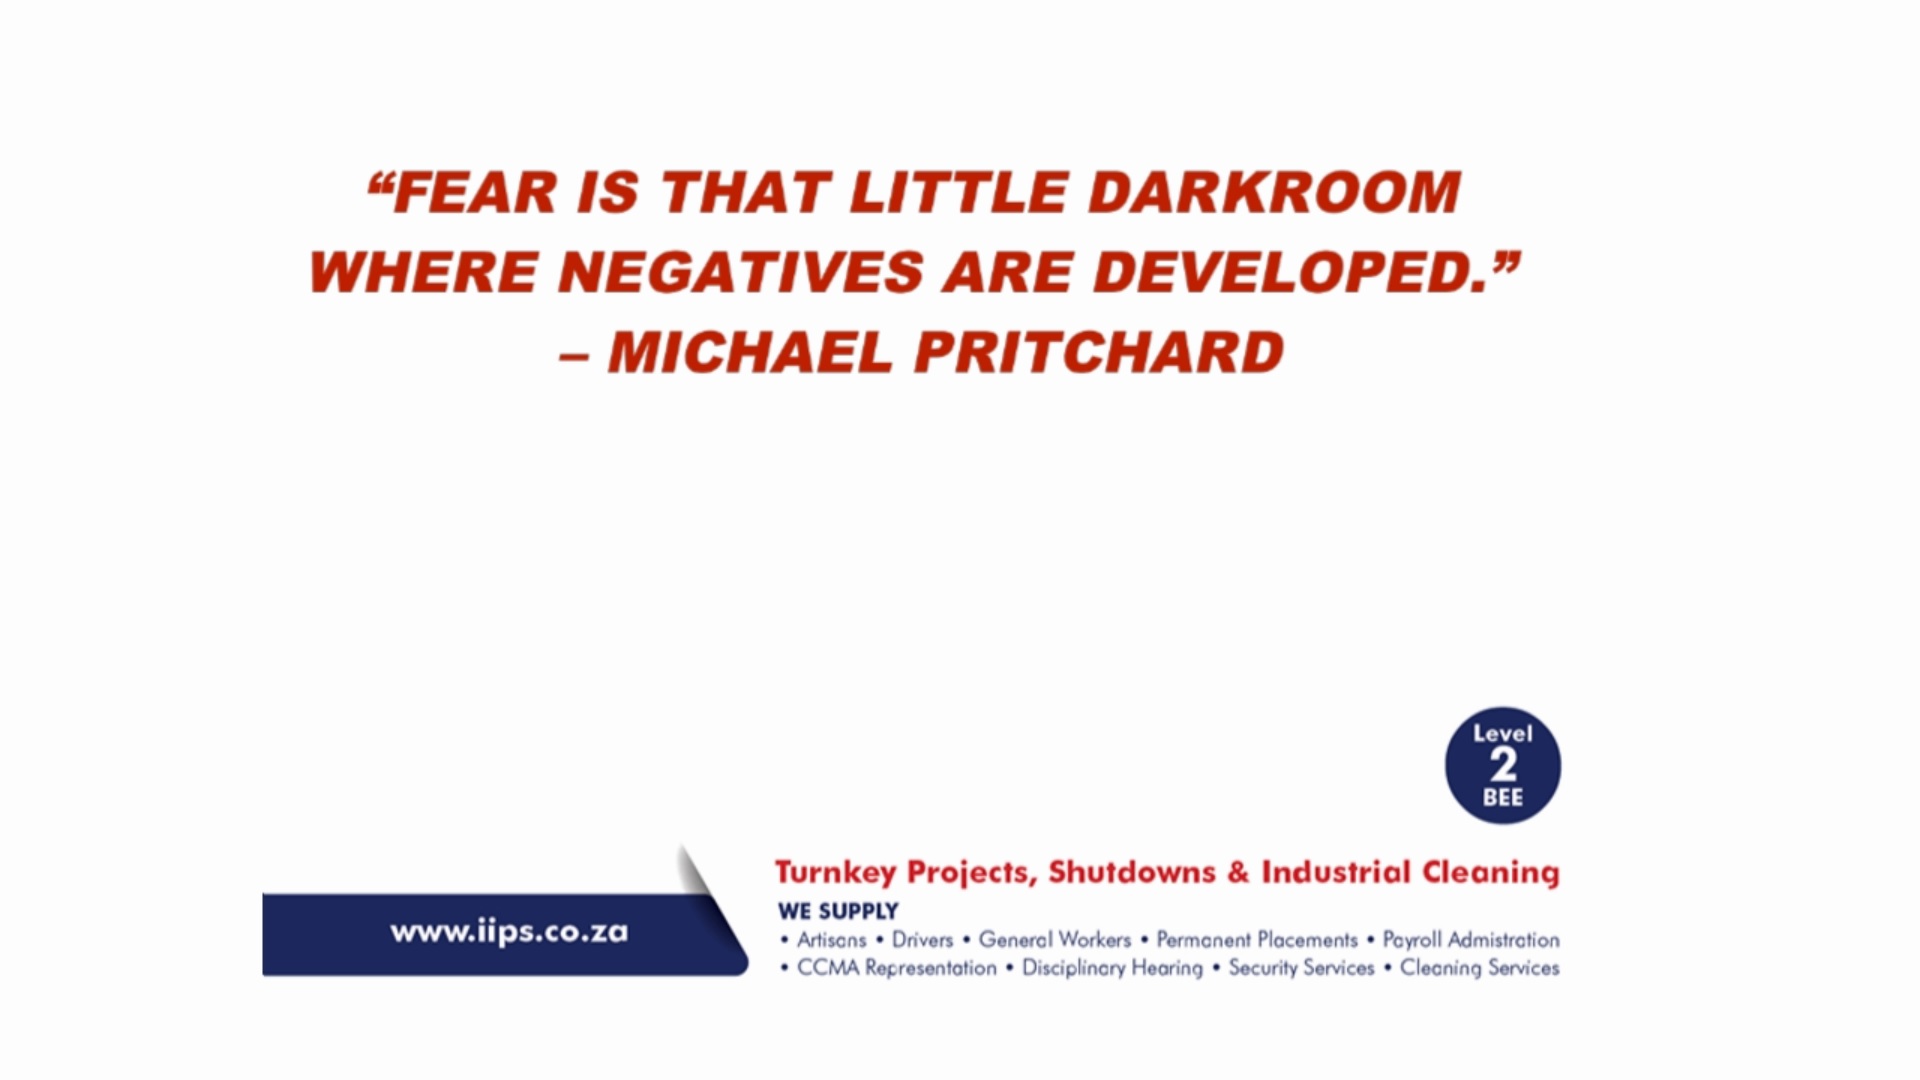 “FEAR IS THAT LITTLE DARKROOM
WHERE NEGATIVES ARE DEVELOPED.”
– MICHAEL PRITCHARD
Level
2
BEE
Turnkey Projects, Shutdowns & Industrial Cleaning
WE SUPPLY
• Artisans • Drivers • General Workers • Permanent Placements • Payroll Admistration
• CCMA Representation • Disciplinary Hearing • Security Services • Cleaning Services
www.iips.co.za